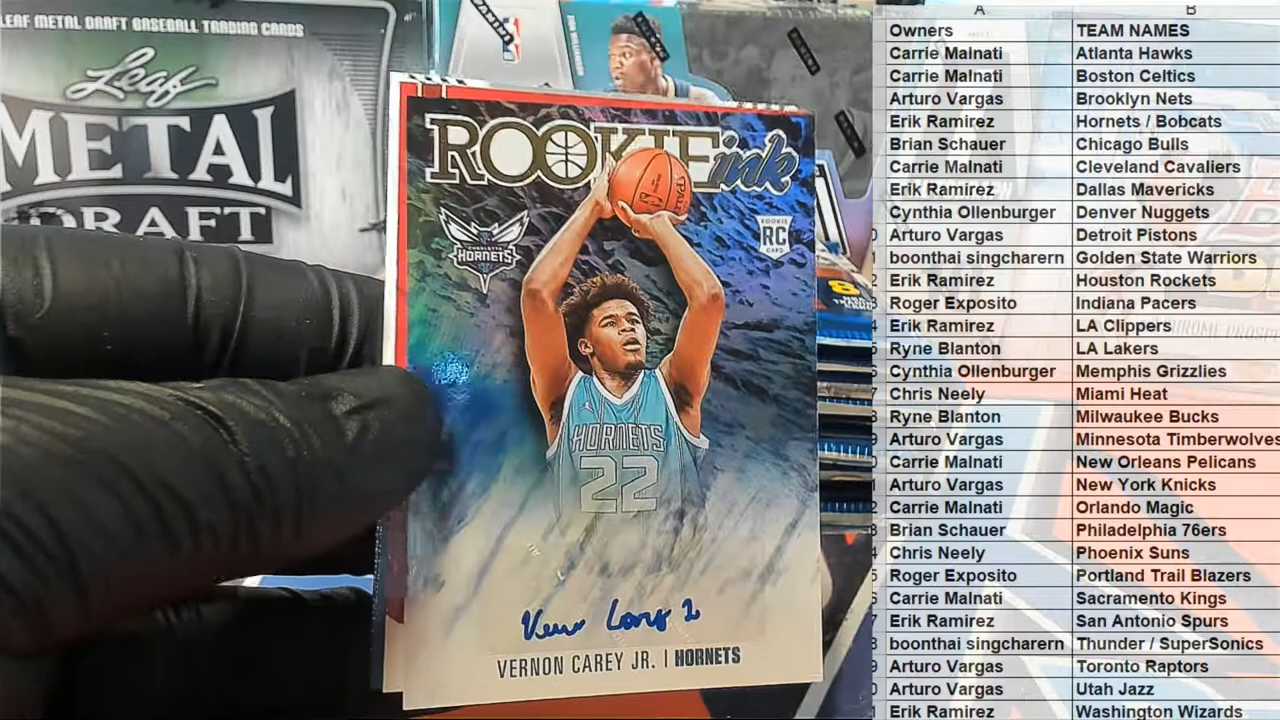 LEAF METAL DRAFT BASEBALL TRADING CARDS
Leaf
METAL
DRAFT
ROOKIE ink
CHARLOTTE
HORNETS
ROOKIE
RC
CARD
HORNETS
22
VERNON CAREY JR. | HORNETS
A B
Owners TEAM NAMES
Carrie Malnati Atlanta Hawks
Carrie Malnati Boston Celtics
Arturo Vargas Brooklyn Nets
Erik Ramirez Hornets / Bobcats
Brian Schauer Chicago Bulls
Carrie Malnati Cleveland Cavaliers
Erik Ramirez Dallas Mavericks
Cynthia Ollenburger Denver Nuggets
Arturo Vargas Detroit Pistons
boonthai singcharern Golden State Warriors
Erik Ramirez Houston Rockets
Roger Exposito Indiana Pacers
Erik Ramirez LA Clippers
Ryne Blanton LA Lakers
Cynthia Ollenburger Memphis Grizzlies
Chris Neely Miami Heat
Ryne Blanton Milwaukee Bucks
Arturo Vargas Minnesota Timberwolves
Carrie Malnati New Orleans Pelicans
Arturo Vargas New York Knicks
Carrie Malnati Orlando Magic
Brian Schauer Philadelphia 76ers
Chris Neely Phoenix Suns
Roger Exposito Portland Trail Blazers
Carrie Malnati Sacramento Kings
Erik Ramirez San Antonio Spurs
boonthai singcharern Thunder / SuperSonics
Arturo Vargas Toronto Raptors
Arturo Vargas Utah Jazz
Erik Ramirez Washington Wizards